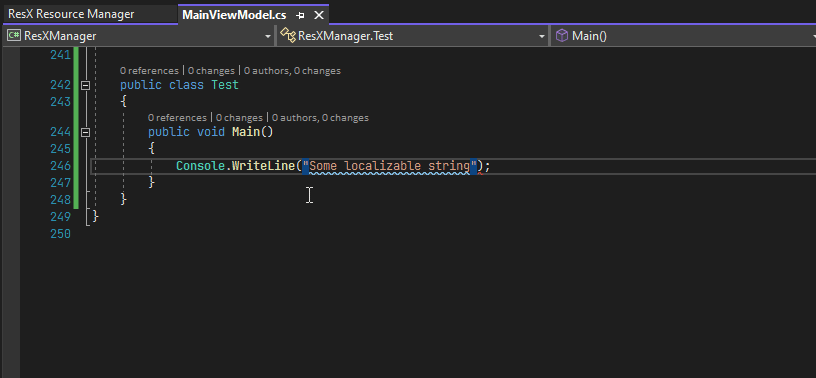 ResX Resource Manager MainViewModel.cs
C# ResXManager ResXManager.Test Main()
241
0 references | 0 changes | 0 authors, 0 changes
242 public class Test
243 {
0 references | 0 changes | 0 authors, 0 changes
244 public void Main()
245 {
246 Console.WriteLine("Some localizable string");
247 }
248 }
249 }
250